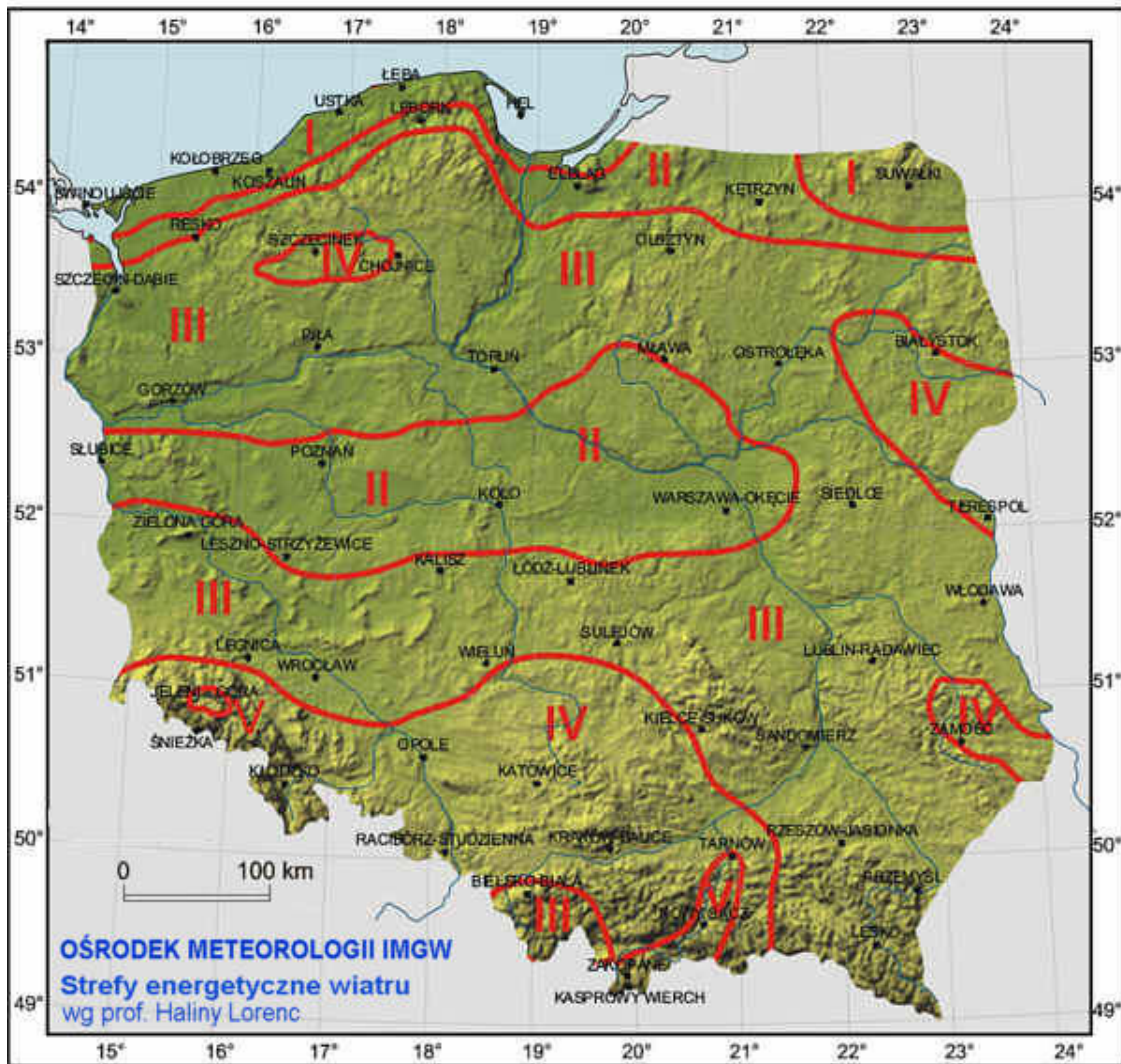 14° 15° 16° 17° 18° 19° 20° 21° 22° 23° 24°
ŁEBA
USTKA
LĘBORK
HEL
I
KOŁOBRZEG
KOSZALIN
ELBLĄG
II
I
SUWAŁKI
54°
54°
ŚWINOUJŚCIE
KĘTRZYN
RESKO
SZCZECINEK
OLSZTYN
IV
CHOJNICE
III
SZCZECIN-DĄBIE
III
PIŁA
MŁAWA
BIAŁYSTOK
53°
TORUŃ
OSTROŁĘKA
53°
GORZÓW
IV
SŁUBICE
POZNAŃ
II
II
KOŁO
WARSZAWA-OKĘCIE
SIEDLCE
52°
TERESPOL
52°
ZIELONA GÓRA
LESZNO-STRZYŻEWICE
KALISZ
ŁÓDŹ-LUBLINEK
III
WŁODAWA
III
SULEJÓW
LEGNICA
WIELUŃ
LUBLIN-RADAWIEC
51°
WROCŁAW
51°
JELENIA GÓRA
V
IV
KIELCE-SUKÓW
IV
ZAMOŚĆ
ŚNIEŻKA
OPOLE
SANDOMIERZ
KŁODZKO
KATOWICE
50°
RACIBÓRZ-STUDZIENNA
KRAKÓW-BALICE
TARNÓW
RZESZÓW-JASIONKA
50°
0 100 km
BIELSKO-BIAŁA
V
PRZEMYŚL
III
NOWY SĄCZ
LESKO
OŚRODEK METEOROLOGII IMGW
ZAKOPANE
Strefy energetyczne wiatru
KASPROWY WIERCH
49°
wg prof. Haliny Lorenc
49°
15° 16° 17° 18° 19° 20° 21° 22° 23° 24°